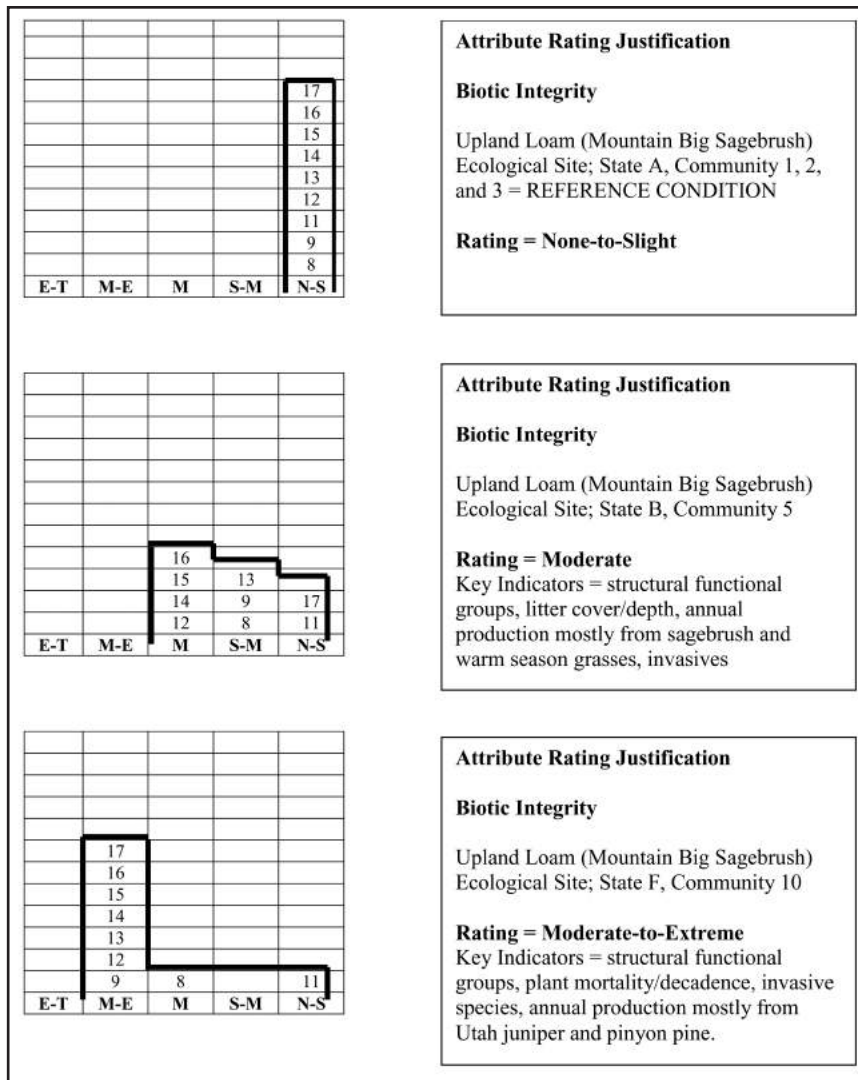 17
16
15
14
13
12
11
9
8
E-T M-E M S-M N-S
Attribute Rating Justification
Biotic Integrity
Upland Loam (Mountain Big Sagebrush)
Ecological Site; State A, Community 1, 2,
and 3 = REFERENCE CONDITION
Rating = None-to-Slight
16
15 13
14 9 17
12 8 11
E-T M-E M S-M N-S
Attribute Rating Justification
Biotic Integrity
Upland Loam (Mountain Big Sagebrush)
Ecological Site; State B, Community 5
Rating = Moderate
Key Indicators = structural functional
groups, litter cover/depth, annual
production mostly from sagebrush and
warm season grasses, invasives
17
16
15
14
13
12
9 8 11
E-T M-E M S-M N-S
Attribute Rating Justification
Biotic Integrity
Upland Loam (Mountain Big Sagebrush)
Ecological Site; State F, Community 10
Rating = Moderate-to-Extreme
Key Indicators = structural functional
groups, plant mortality/decadence, invasive
species, annual production mostly from
Utah juniper and pinyon pine.